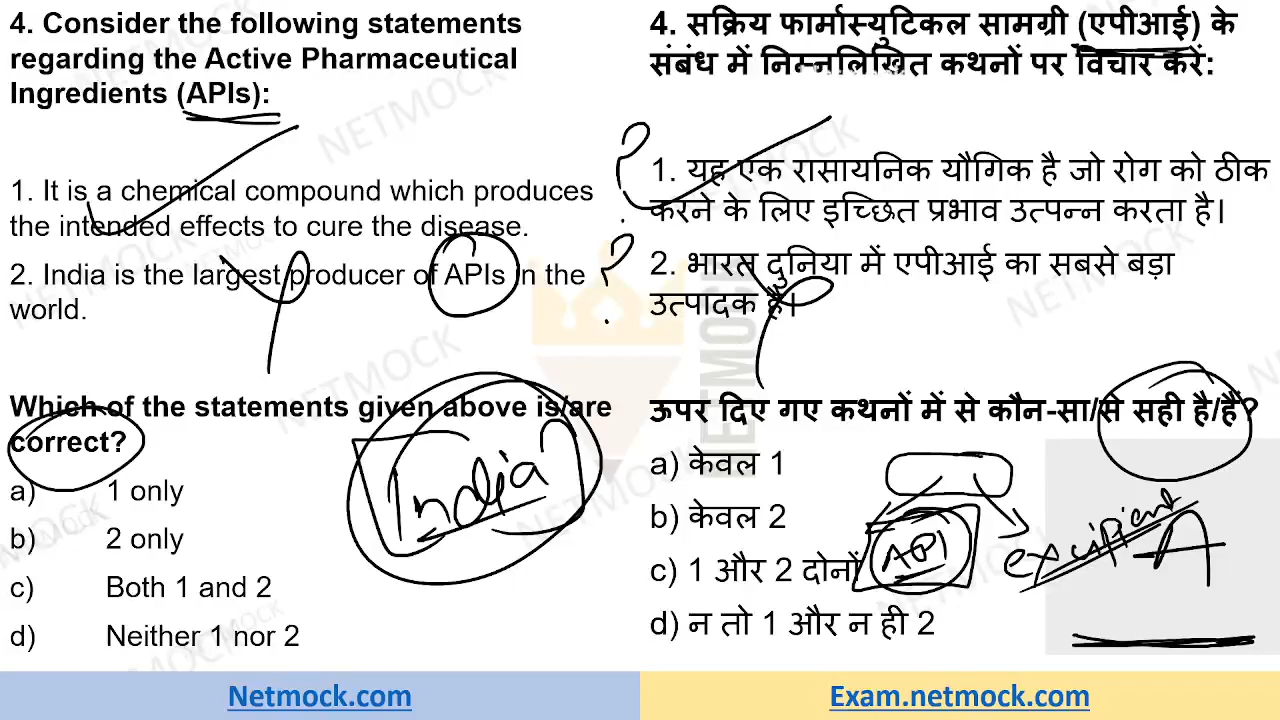 4. Consider the following statements
regarding the Active Pharmaceutical
Ingredients (APIs):
1. It is a chemical compound which produces
the intended effects to cure the disease.
2. India is the largest producer of APIs in the
world.
Which of the statements given above is/are
correct?
a) 1 only
b) 2 only
c) Both 1 and 2
d) Neither 1 nor 2
India
4. सक्रिय फार्मास्युटिकल सामग्री (एपीआई) के
संबंध में निम्नलिखित कथनों पर विचार करें:
1. यह एक रासायनिक यौगिक है जो रोग को ठीक
करने के लिए इच्छित प्रभाव उत्पन्न करता है।
2. भारत दुनिया में एपीआई का सबसे बड़ा
उत्पादक है।
ऊपर दिए गए कथनों में से कौन-सा/से सही है/हैं?
a) केवल 1
b) केवल 2
c) 1 और 2 दोनों
d) न तो 1 और न ही 2
API
excipient
A
NETMOCK
Netmock.com
Exam.netmock.com